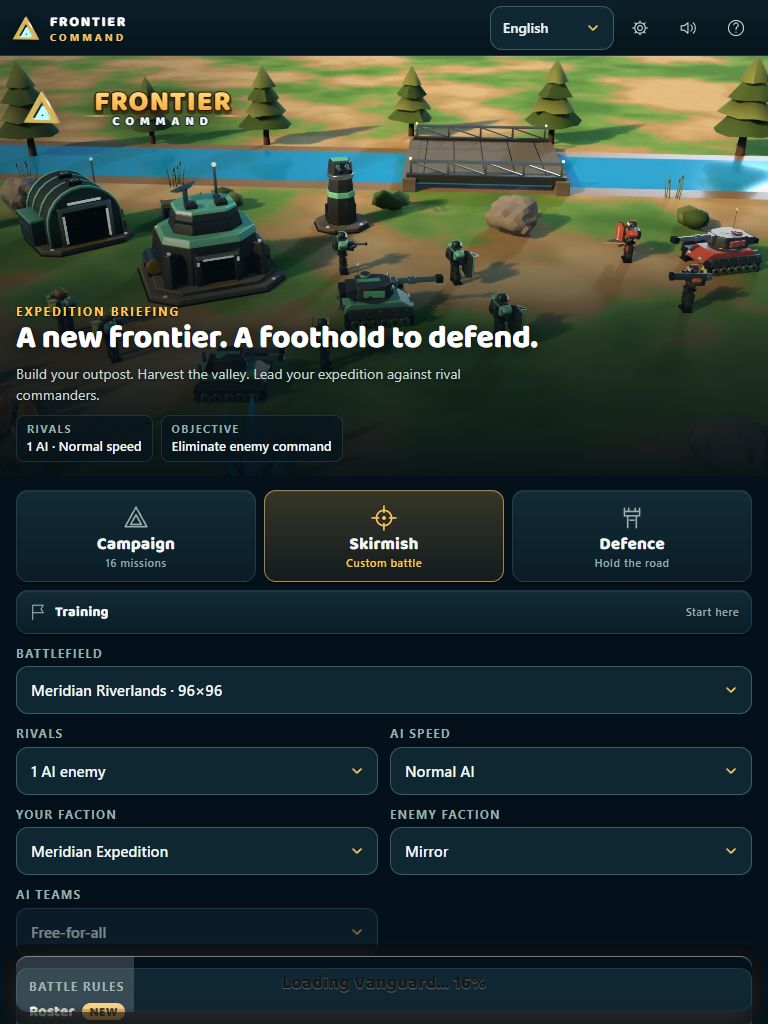 FRONTIER
COMMAND
English
FRONTIER
COMMAND
EXPEDITION BRIEFING
A new frontier. A foothold to defend.
Build your outpost. Harvest the valley. Lead your expedition against rival
commanders.
RIVALS
1 AI · Normal speed
OBJECTIVE
Eliminate enemy command
Campaign
16 missions
Skirmish
Custom battle
Defence
Hold the road
Training
Start here
BATTLEFIELD
Meridian Riverlands · 96×96
RIVALS
1 AI enemy
AI SPEED
Normal AI
YOUR FACTION
Meridian Expedition
ENEMY FACTION
Mirror
AI TEAMS
Free-for-all
BATTLE RULES
Loading Vanguard... 16%
Roster NEW